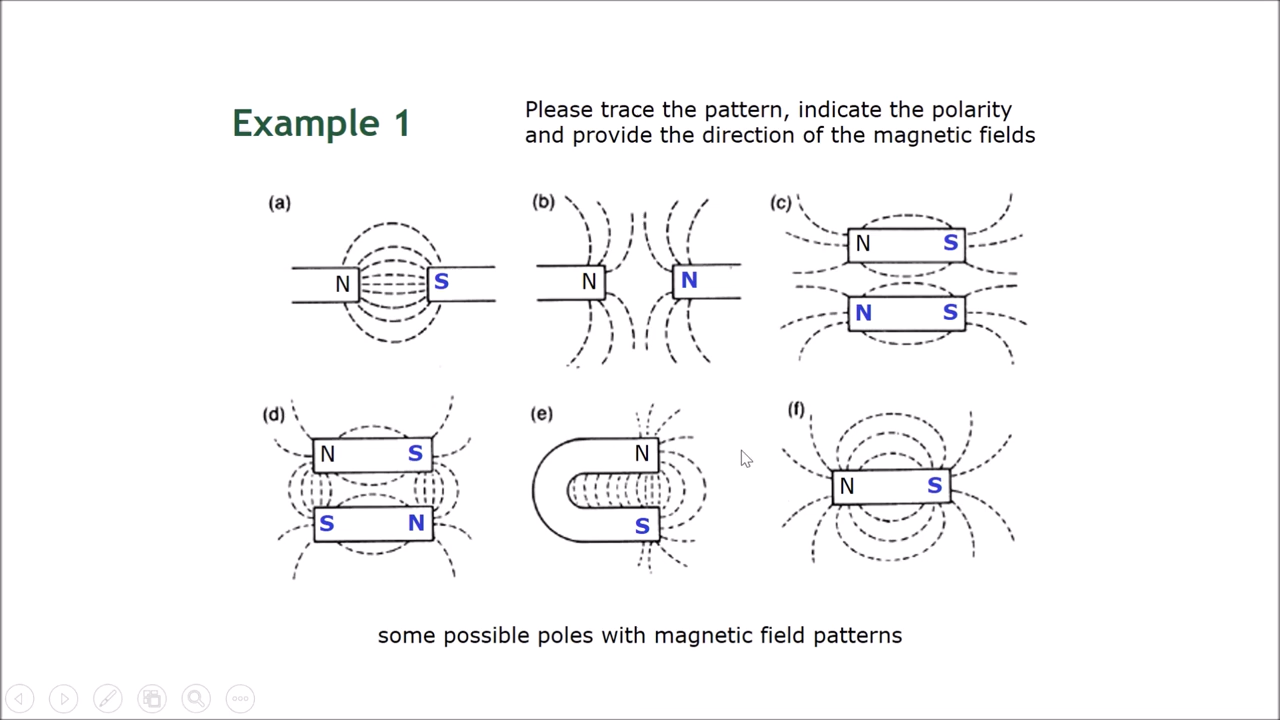 Example 1
Please trace the pattern, indicate the polarity
and provide the direction of the magnetic fields
(a)
N
S
(b)
N
N
(c)
N
S
N
S
(d)
N
S
S
N
(e)
N
S
(f)
N
S
some possible poles with magnetic field patterns